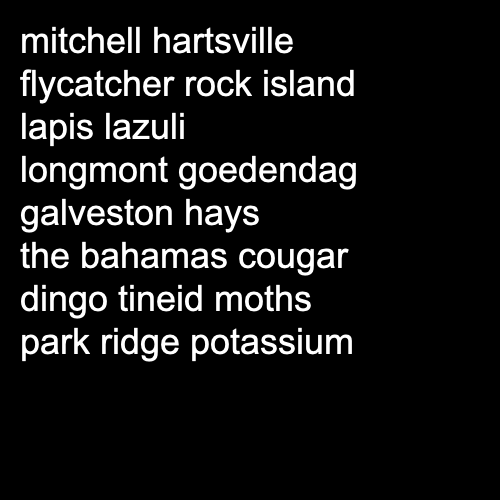 mitchell hartsville
flycatcher rock island
lapis lazuli
longmont goedendag
galveston hays
the bahamas cougar
dingo tineid moths
park ridge potassium